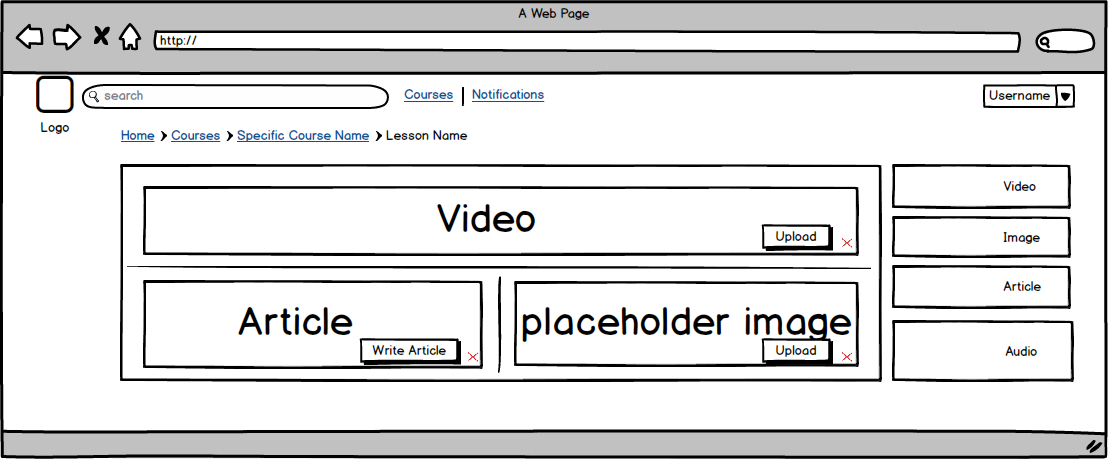 A Web Page
http://
search
Courses
Notifications
Username
Logo
Home
Courses
Specific Course Name
Lesson Name
Video
Upload
Article
Write Article
placeholder image
Upload
Video
Image
Article
Audio